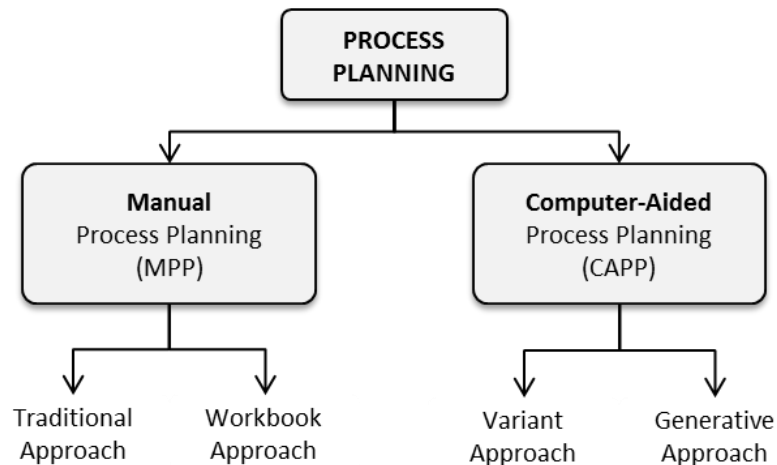 PROCESS
PLANNING
Manual
Process Planning
(MPP)
Computer-Aided
Process Planning
(CAPP)
Traditional
Approach
Workbook
Approach
Variant
Approach
Generative
Approach